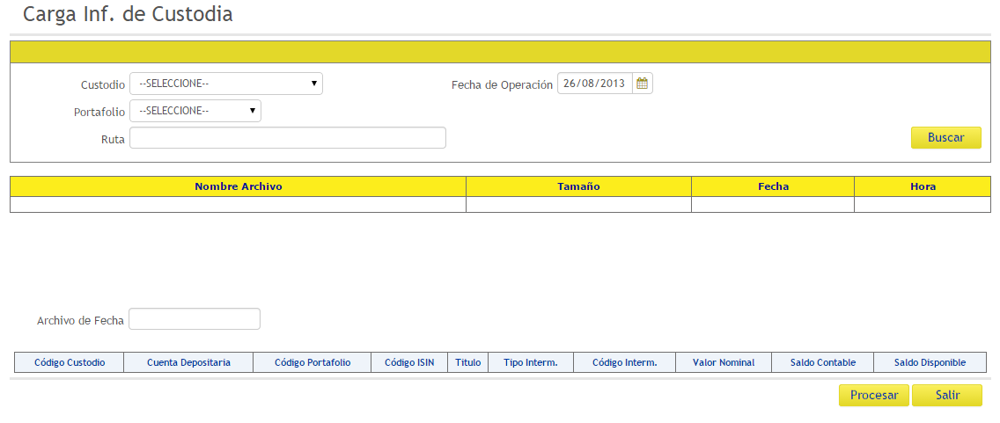 Carga Inf. de Custodia
Custodio --SELECCIONE-- Fecha de Operación 26/08/2013
Portafolio --SELECCIONE--
Ruta Buscar
Nombre Archivo Tamaño Fecha Hora
Archivo de Fecha
Código Custodio Cuenta Depositaria Código Portafolio Código ISIN Titulo Tipo Interm. Código Interm. Valor Nominal Saldo Contable Saldo Disponible
Procesar Salir